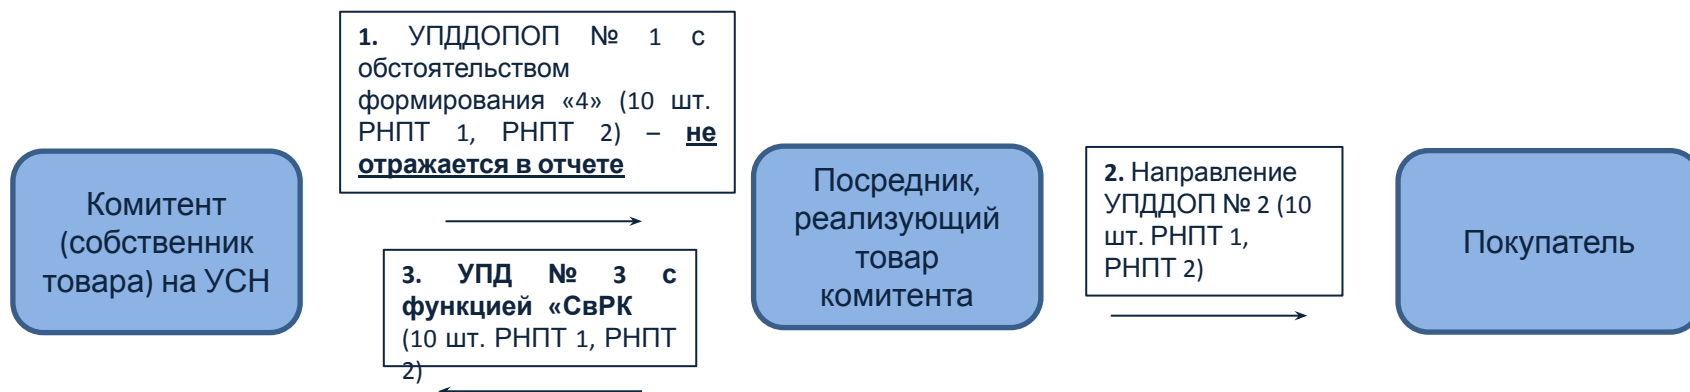 1. УПДДОПОП № 1 с
обстоятельством
формирования «4» (10 шт.
РНПТ 1, РНПТ 2) – не
отражается в отчете
Комитент
(собственник
товара) на УСН
3. УПД № 3 с
функцией «СвРК
(10 шт. РНПТ 1, РНПТ
2)
Посредник,
реализующий
товар
комитента
2. Направление
УПДДОП № 2 (10
шт. РНПТ 1,
РНПТ 2)
Покупатель